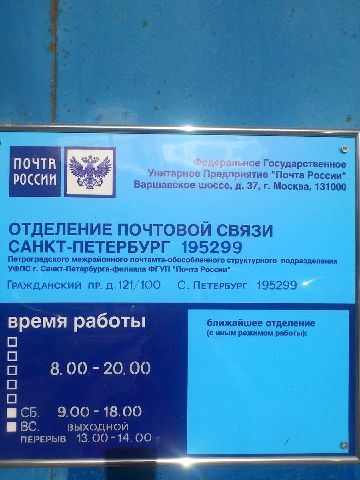 ПОЧТА
РОССИИ
Федеральное Государственное
Унитарное Предприятие "Почта России"
Варшавское шоссе, д. 37, г. Москва, 131000
ОТДЕЛЕНИЕ ПОЧТОВОЙ СВЯЗИ
САНКТ-ПЕТЕРБУРГ 195299
Петроградского межрайонного почтамта-обособленного структурного подразделения
УФПС г. Санкт-Петербурга-филиала ФГУП "Почта России"
ГРАЖДАНСКИЙ ПР. Д. 121/100 С. ПЕТЕРБУРГ 195299
время работы
8.00-20.00
СБ. 9.00-18.00
ВС. ВЫХОДНОЙ
ПЕРЕРЫВ 13.00-14.00
ближайшее отделение
(с иным режимом работы):